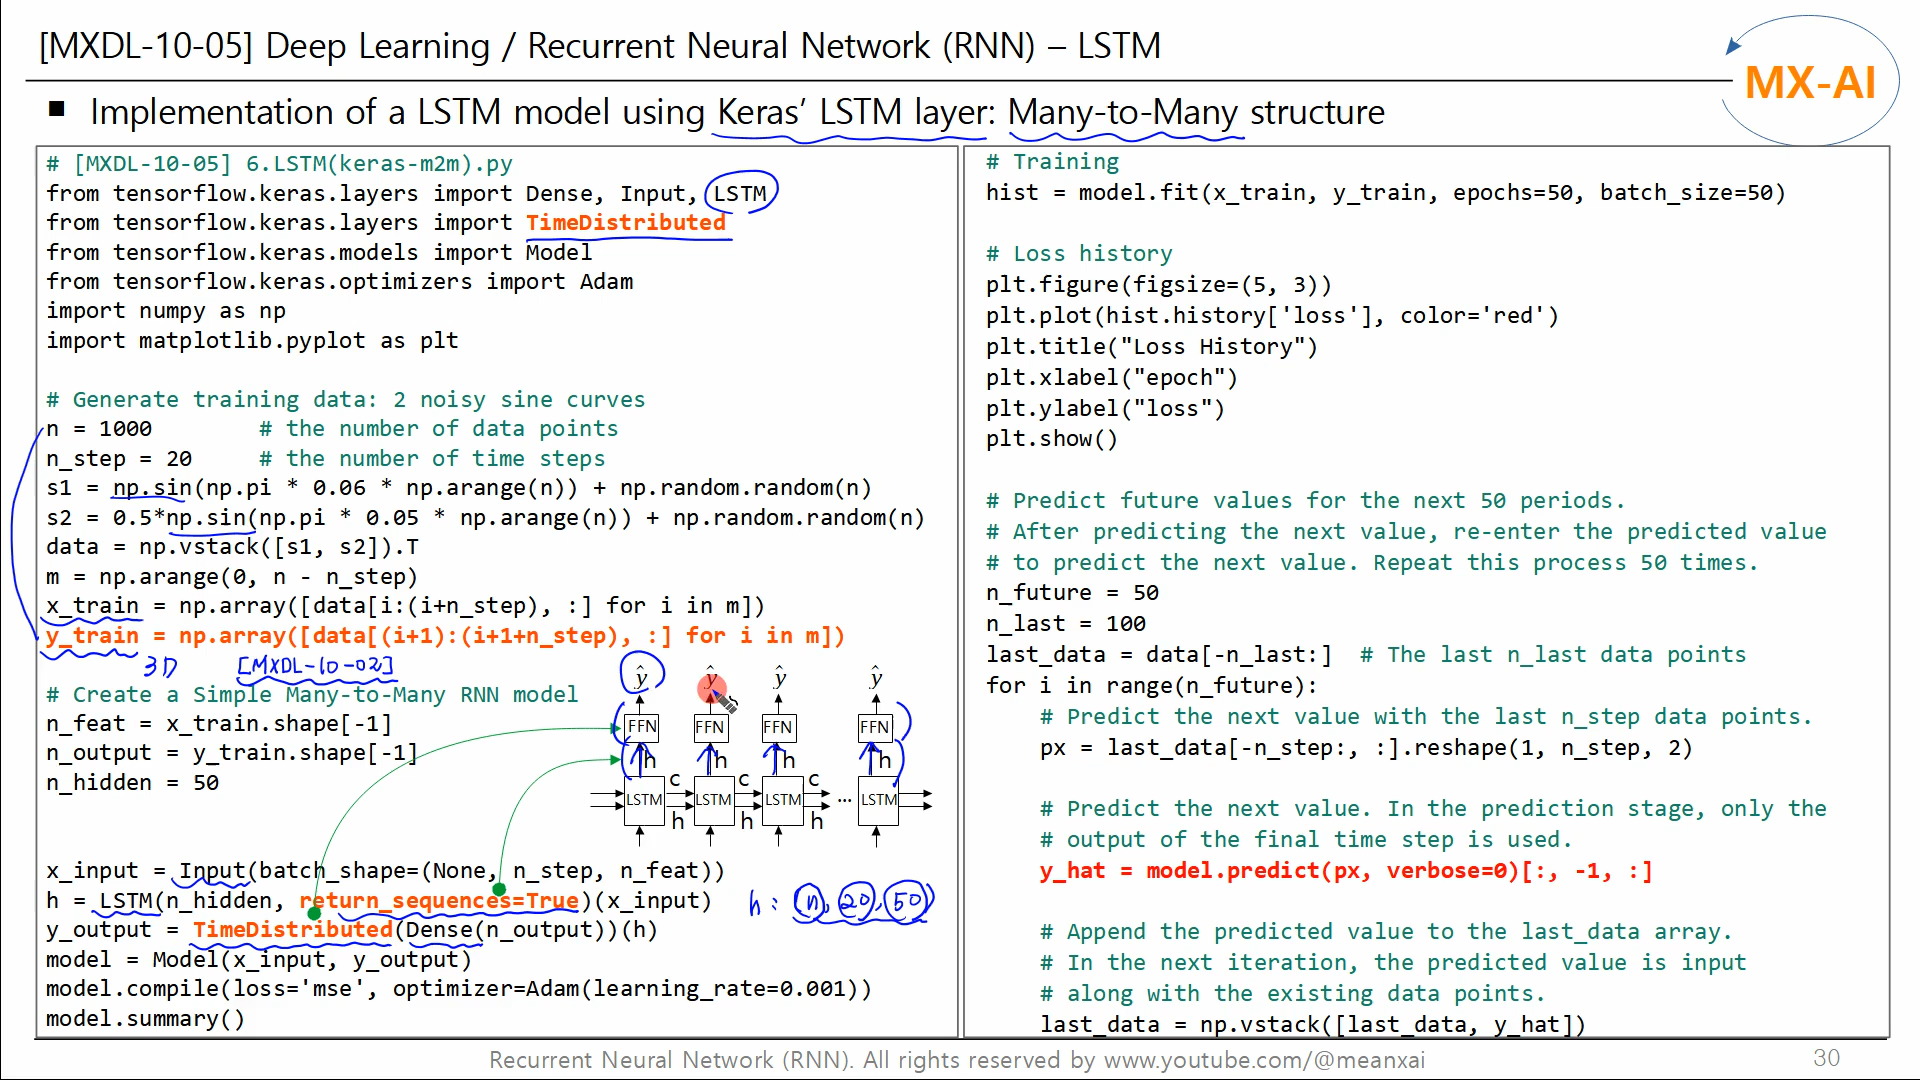 [MXDL-10-05] Deep Learning / Recurrent Neural Network (RNN) – LSTM
MX-AI
■ Implementation of a LSTM model using Keras’ LSTM layer: Many-to-Many structure
# [MXDL-10-05] 6.LSTM(keras-m2m).py
from tensorflow.keras.layers import Dense, Input, LSTM
from tensorflow.keras.layers import TimeDistributed
from tensorflow.keras.models import Model
from tensorflow.keras.optimizers import Adam
import numpy as np
import matplotlib.pyplot as plt
# Generate training data: 2 noisy sine curves
n = 1000        # the number of data points
n_step = 20     # the number of time steps
s1 = np.sin(np.pi * 0.06 * np.arange(n)) + np.random.random(n)
s2 = 0.5*np.sin(np.pi * 0.05 * np.arange(n)) + np.random.random(n)
data = np.vstack([s1, s2]).T
m = np.arange(0, n - n_step)
x_train = np.array([data[i:(i+n_step), :] for i in m])
y_train = np.array([data[(i+1):(i+1+n_step), :] for i in m])
3D [MXDL-10-02]
# Create a Simple Many-to-Many RNN model
n_feat = x_train.shape[-1]
n_output = y_train.shape[-1]
n_hidden = 50
ŷ ŷ ŷ ŷ
FFN FFN FFN FFN
h h h h
c c c
LSTM LSTM LSTM ... LSTM
h h h
x_input = Input(batch_shape=(None, n_step, n_feat))
h = LSTM(n_hidden, return_sequences=True)(x_input)
h : (n, 20, 50)
y_output = TimeDistributed(Dense(n_output))(h)
model = Model(x_input, y_output)
model.compile(loss='mse', optimizer=Adam(learning_rate=0.001))
model.summary()
# Training
hist = model.fit(x_train, y_train, epochs=50, batch_size=50)
# Loss history
plt.figure(figsize=(5, 3))
plt.plot(hist.history['loss'], color='red')
plt.title("Loss History")
plt.xlabel("epoch")
plt.ylabel("loss")
plt.show()
# Predict future values for the next 50 periods.
# After predicting the next value, re-enter the predicted value
# to predict the next value. Repeat this process 50 times.
n_future = 50
n_last = 100
last_data = data[-n_last:]  # The last n_last data points
for i in range(n_future):
    # Predict the next value with the last n_step data points.
    px = last_data[-n_step:, :].reshape(1, n_step, 2)
    # Predict the next value. In the prediction stage, only the
    # output of the final time step is used.
    y_hat = model.predict(px, verbose=0)[:, -1, :]
    # Append the predicted value to the last_data array.
    # In the next iteration, the predicted value is input
    # along with the existing data points.
    last_data = np.vstack([last_data, y_hat])
Recurrent Neural Network (RNN). All rights reserved by www.youtube.com/@meanxai
30